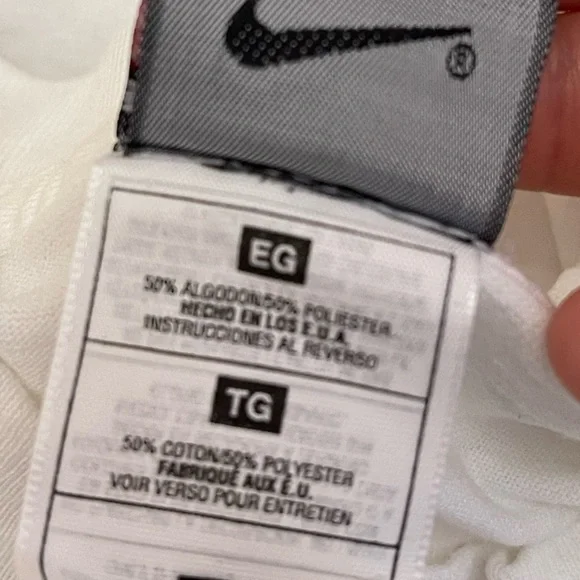 ®
EG
50% ALGODON/50% POLIESTER
HECHO EN LOS E.U.A.
INSTRUCCIONES AL REVERSO
TG
50% COTON/50% POLYESTER
FABRIQUÉ AUX É.U.
VOIR VERSO POUR ENTRETIEN